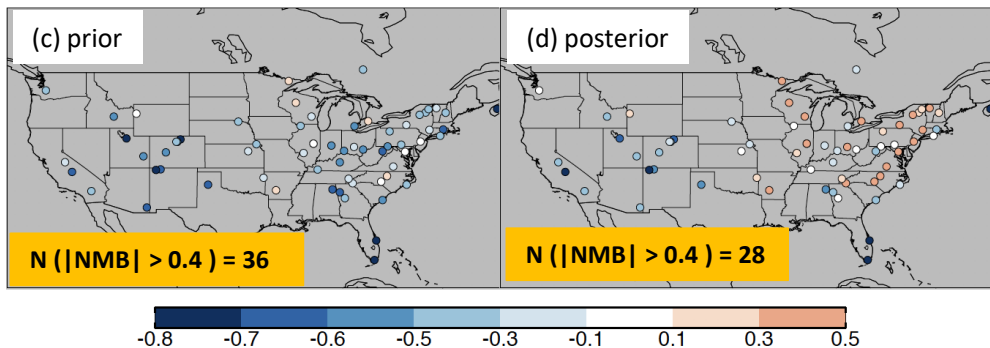 (c) prior
(d) posterior
N (|NMB| > 0.4 ) = 36
N (|NMB| > 0.4 ) = 28
-0.8 -0.7 -0.6 -0.5 -0.3 -0.1 0.1 0.3 0.5